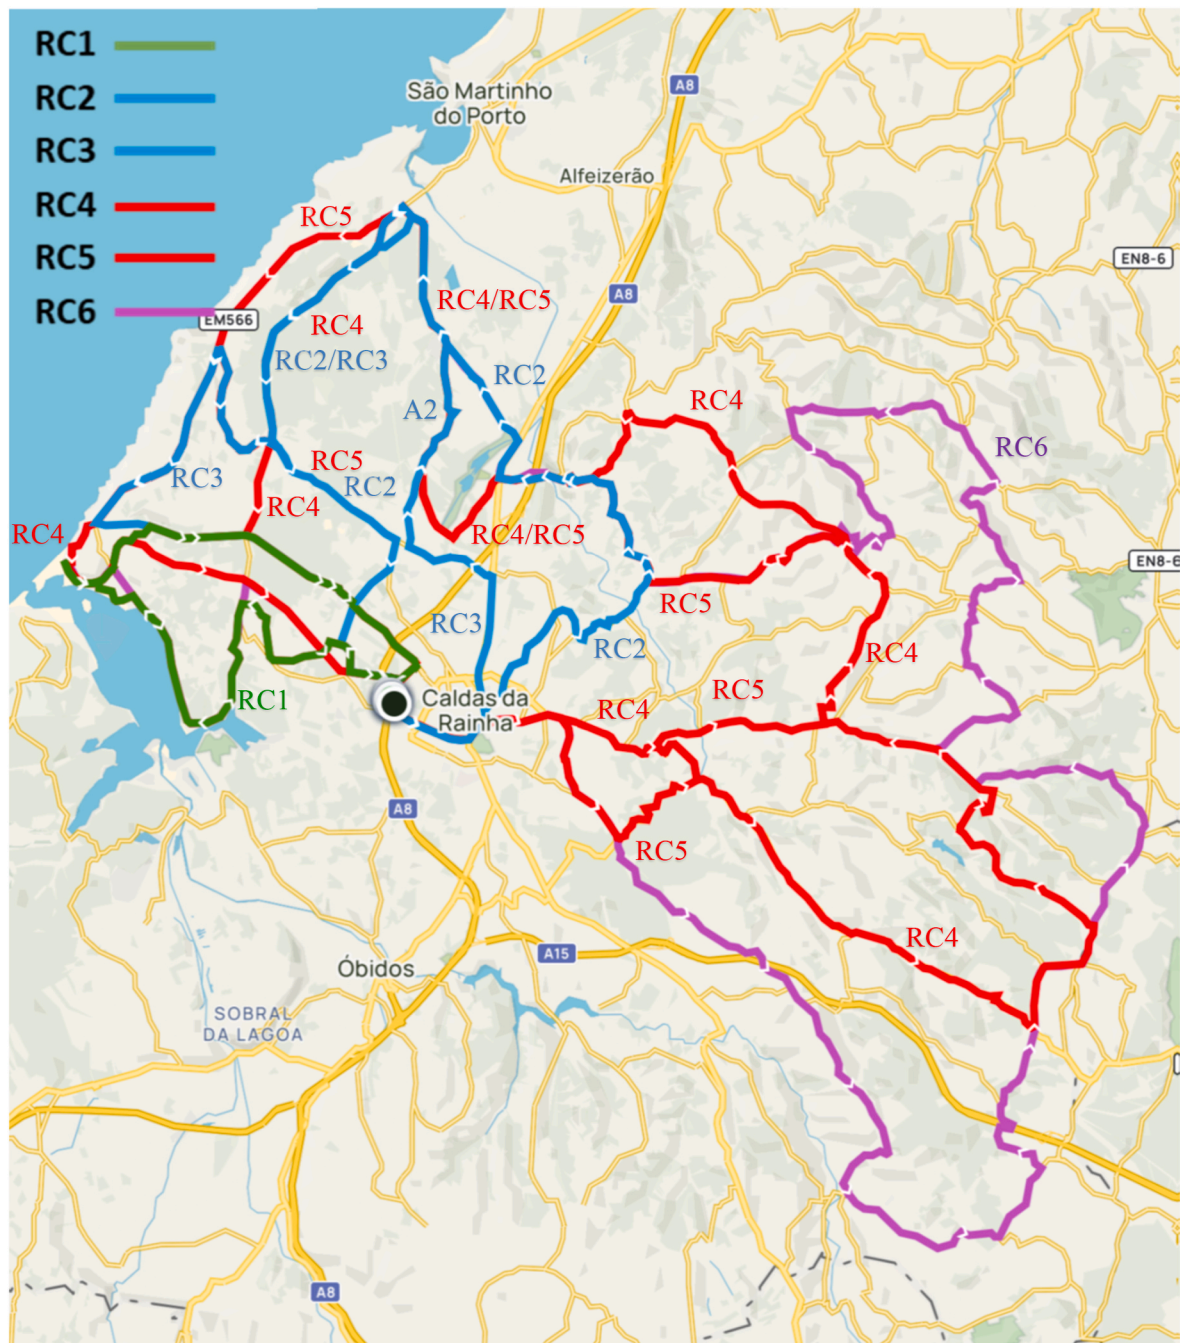 RC1
RC2
RC3
RC4
RC5
RC6
São Martinho
do Porto
A8
Alfeizerão
RC5
EN8-6
A8
RC4/RC5
EM566
RC4
RC2/RC3
RC2
A2
RC4
RC6
RC5
RC2
RC3
RC4
RC4
RC4/RC5
EN8-6
RC5
RC3
RC2
RC4
RC1
Caldas da
Rainha
RC4
RC5
A8
RC5
RC4
A15
Óbidos
SOBRAL
DA LAGOA
A8